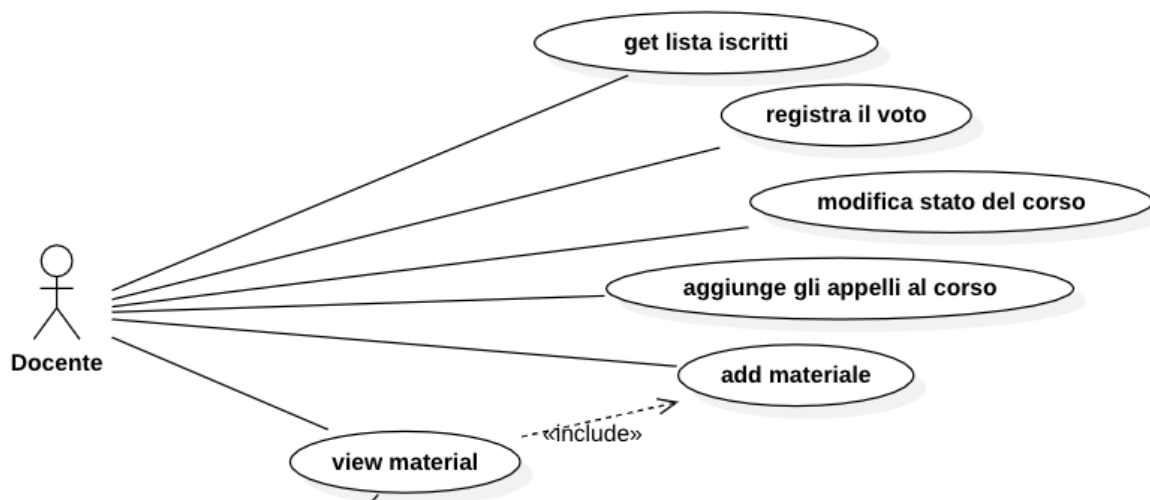 get lista iscritti
registra il voto
modifica stato del corso
aggiunge gli appelli al corso
Docente
add materiale
«include»
view material